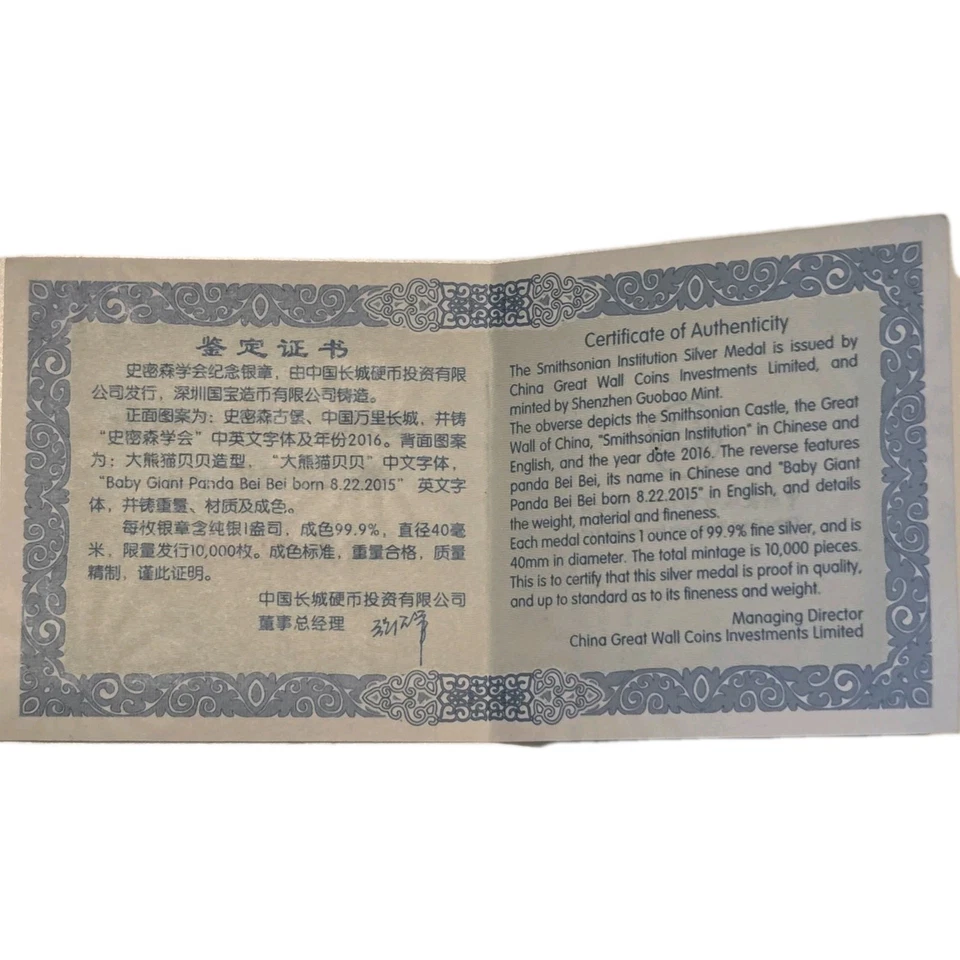 鉴定证书
史密森学会纪念银章，由中国长城硬币投资有限
公司发行，深圳国宝造币有限公司铸造。
正面图案为：史密森古堡、中国万里长城，并铸
“史密森学会”中英文字体及年份2016。背面图案
为：大熊猫贝贝造型，“大熊猫贝贝”中文字体，
“Baby Giant Panda Bei Bei born 8.22.2015” 英文字
体，并铸重量、材质及成色。
每枚银章含纯银1盎司，成色99.9%，直径40毫
米，限量发行10,000枚。成色标准，重量合格，质量
精制，谨此证明。
中国长城硬币投资有限公司
董事总经理
Certificate of Authenticity
The Smithsonian Institution Silver Medal is issued by
China Great Wall Coins Investments Limited, and
minted by Shenzhen Guobao Mint.
The obverse depicts the Smithsonian Castle, the Great
Wall of China, "Smithsonian Institution" in Chinese and
English, and the year date 2016. The reverse features
panda Bei Bei, its name in Chinese and "Baby Giant
Panda Bei Bei born 8.22.2015" in English, and details
the weight, material and fineness.
Each medal contains 1 ounce of 99.9% fine silver, and is
40mm in diameter. The total mintage is 10,000 pieces.
This is to certify that this silver medal is proof in quality,
and up to standard as to its fineness and weight.
Managing Director
China Great Wall Coins Investments Limited